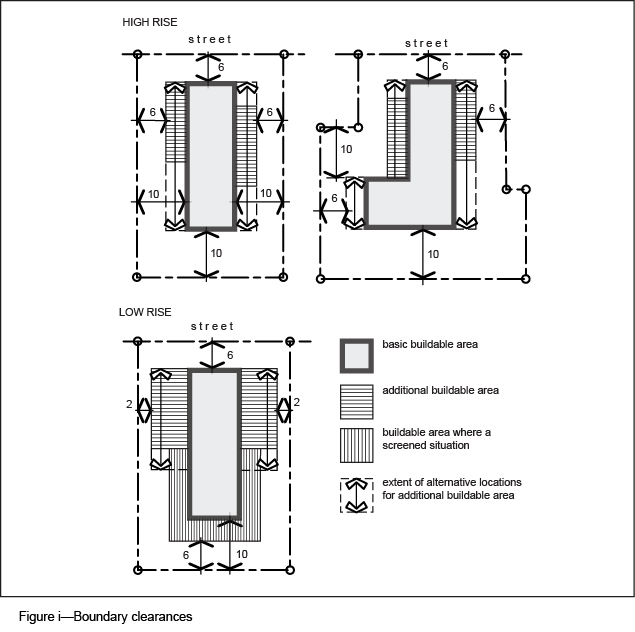 HIGH RISE
street
street
6
6
6
6
6
10
10
10
6
10
10
LOW RISE
street
6
2
2
6
10
basic buildable area
additional buildable area
buildable area where a
screened situation
extent of alternative locations
for additional buildable area
Figure i—Boundary clearances